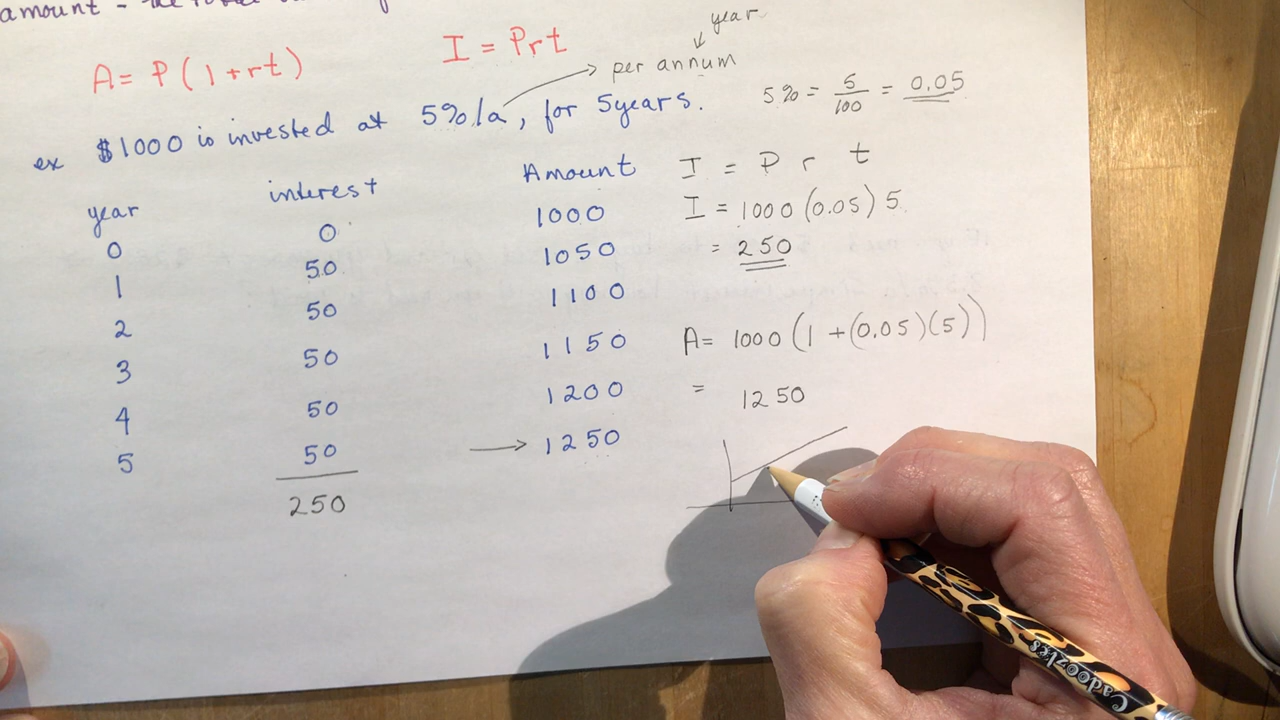 amount -
A = P ( 1 + rt )
I = Prt
year
per annum
ex $1000 is invested at 5%/a, for 5years.
5% = 5/100 = 0.05
year interest Amount
0 0 1000
1 50 1050
2 50 1100
3 50 1150
4 50 1200
5 50 → 1250
250
I = P r t
I = 1000 (0.05) 5
= 250
A = 1000 ( 1 + (0.05)(5))
= 1250
Cadoozles